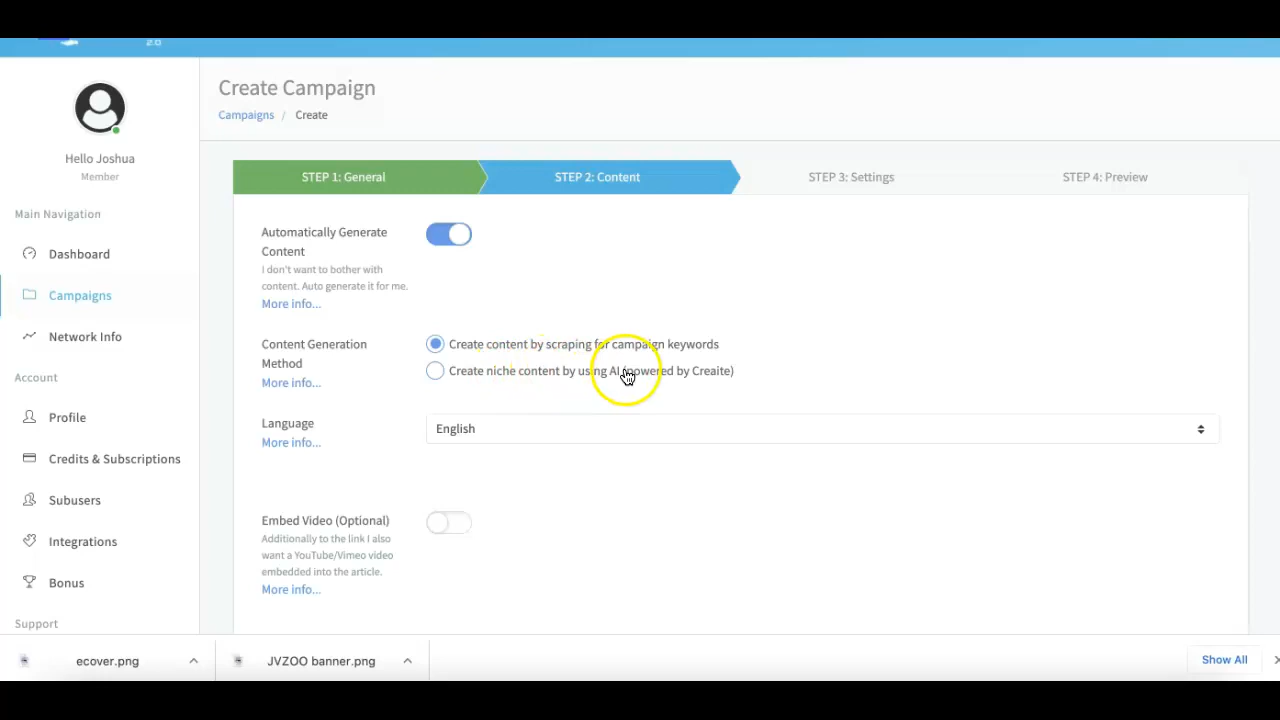 2.0
Create Campaign
Campaigns / Create
Hello Joshua
Member
Main Navigation
Dashboard
Campaigns
Network Info
Account
Profile
Credits & Subscriptions
Subusers
Integrations
Bonus
Support
STEP 1: General
STEP 2: Content
STEP 3: Settings
STEP 4: Preview
Automatically Generate
Content
I don't want to bother with
content. Auto generate it for me.
More info...
Content Generation
Method
More info...
Create content by scraping for campaign keywords
Create niche content by using AI (powered by Creaite)
Language
More info...
English
Embed Video (Optional)
Additionally to the link I also
want a YouTube/Vimeo video
embedded into the article.
More info...
ecover.png
JVZOO banner.png
Show All